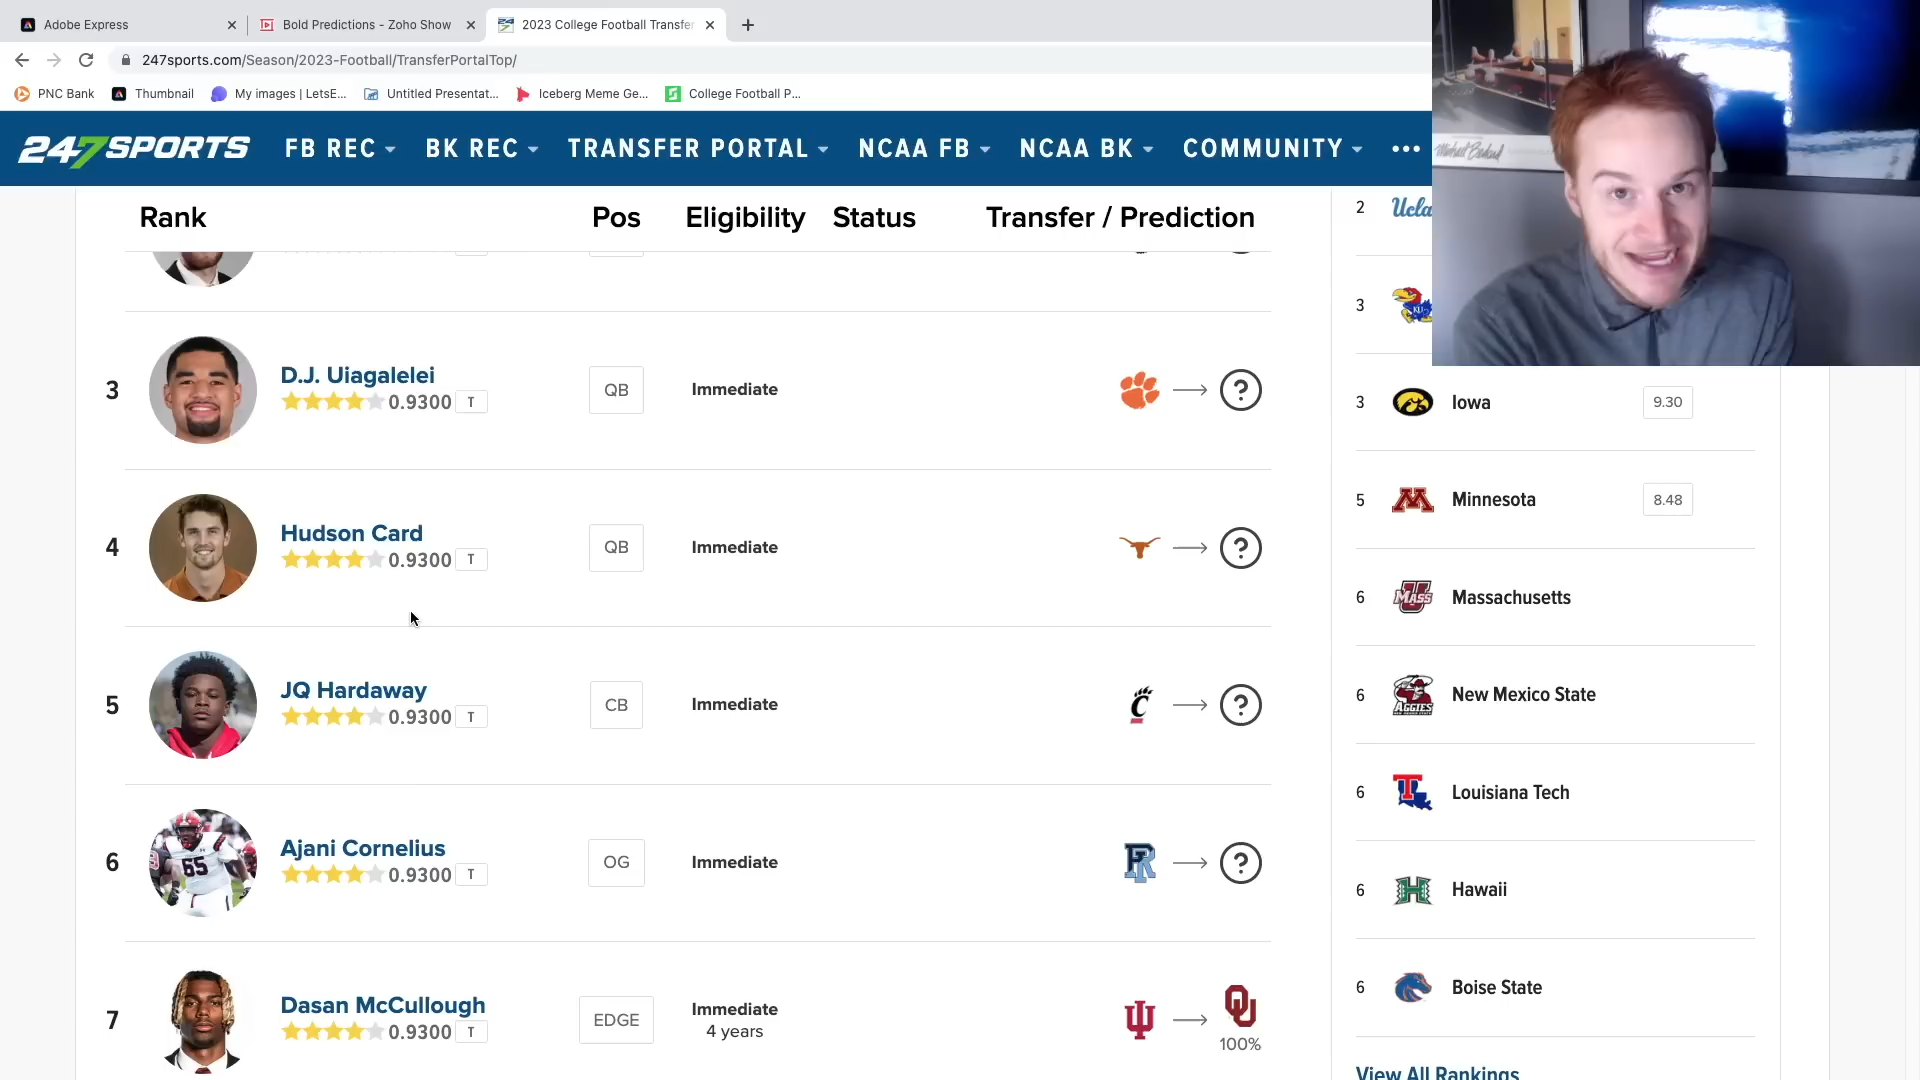 Adobe Express
Bold Predictions - Zoho Show
2023 College Football Transfer
247sports.com/Season/2023-Football/TransferPortalTop/
PNC Bank
Thumbnail
My images | LetsE...
Untitled Presentat...
Iceberg Meme Ge...
College Football P...
247SPORTS
FB REC
BK REC
TRANSFER PORTAL
NCAA FB
NCAA BK
COMMUNITY
Rank Pos Eligibility Status Transfer / Prediction
3
D.J. Uiagalelei
0.9300 T
QB
Immediate
4
Hudson Card
0.9300 T
QB
Immediate
5
JQ Hardaway
0.9300 T
CB
Immediate
6
Ajani Cornelius
65
0.9300 T
OG
Immediate
7
Dasan McCullough
0.9300 T
EDGE
Immediate
4 years
100%
2
Ucla
3
KU
3 Iowa 9.30
5 Minnesota 8.48
6 Massachusetts
6 New Mexico State
6 Louisiana Tech
6 Hawaii
6 Boise State
View All Rankings